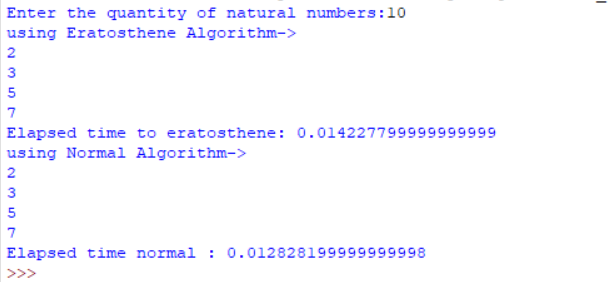 Enter the quantity of natural numbers:10
using Eratosthene Algorithm->
2
3
5
7
Elapsed time to eratosthene: 0.014227799999999999
using Normal Algorithm->
2
3
5
7
Elapsed time normal : 0.012828199999999998
>>>